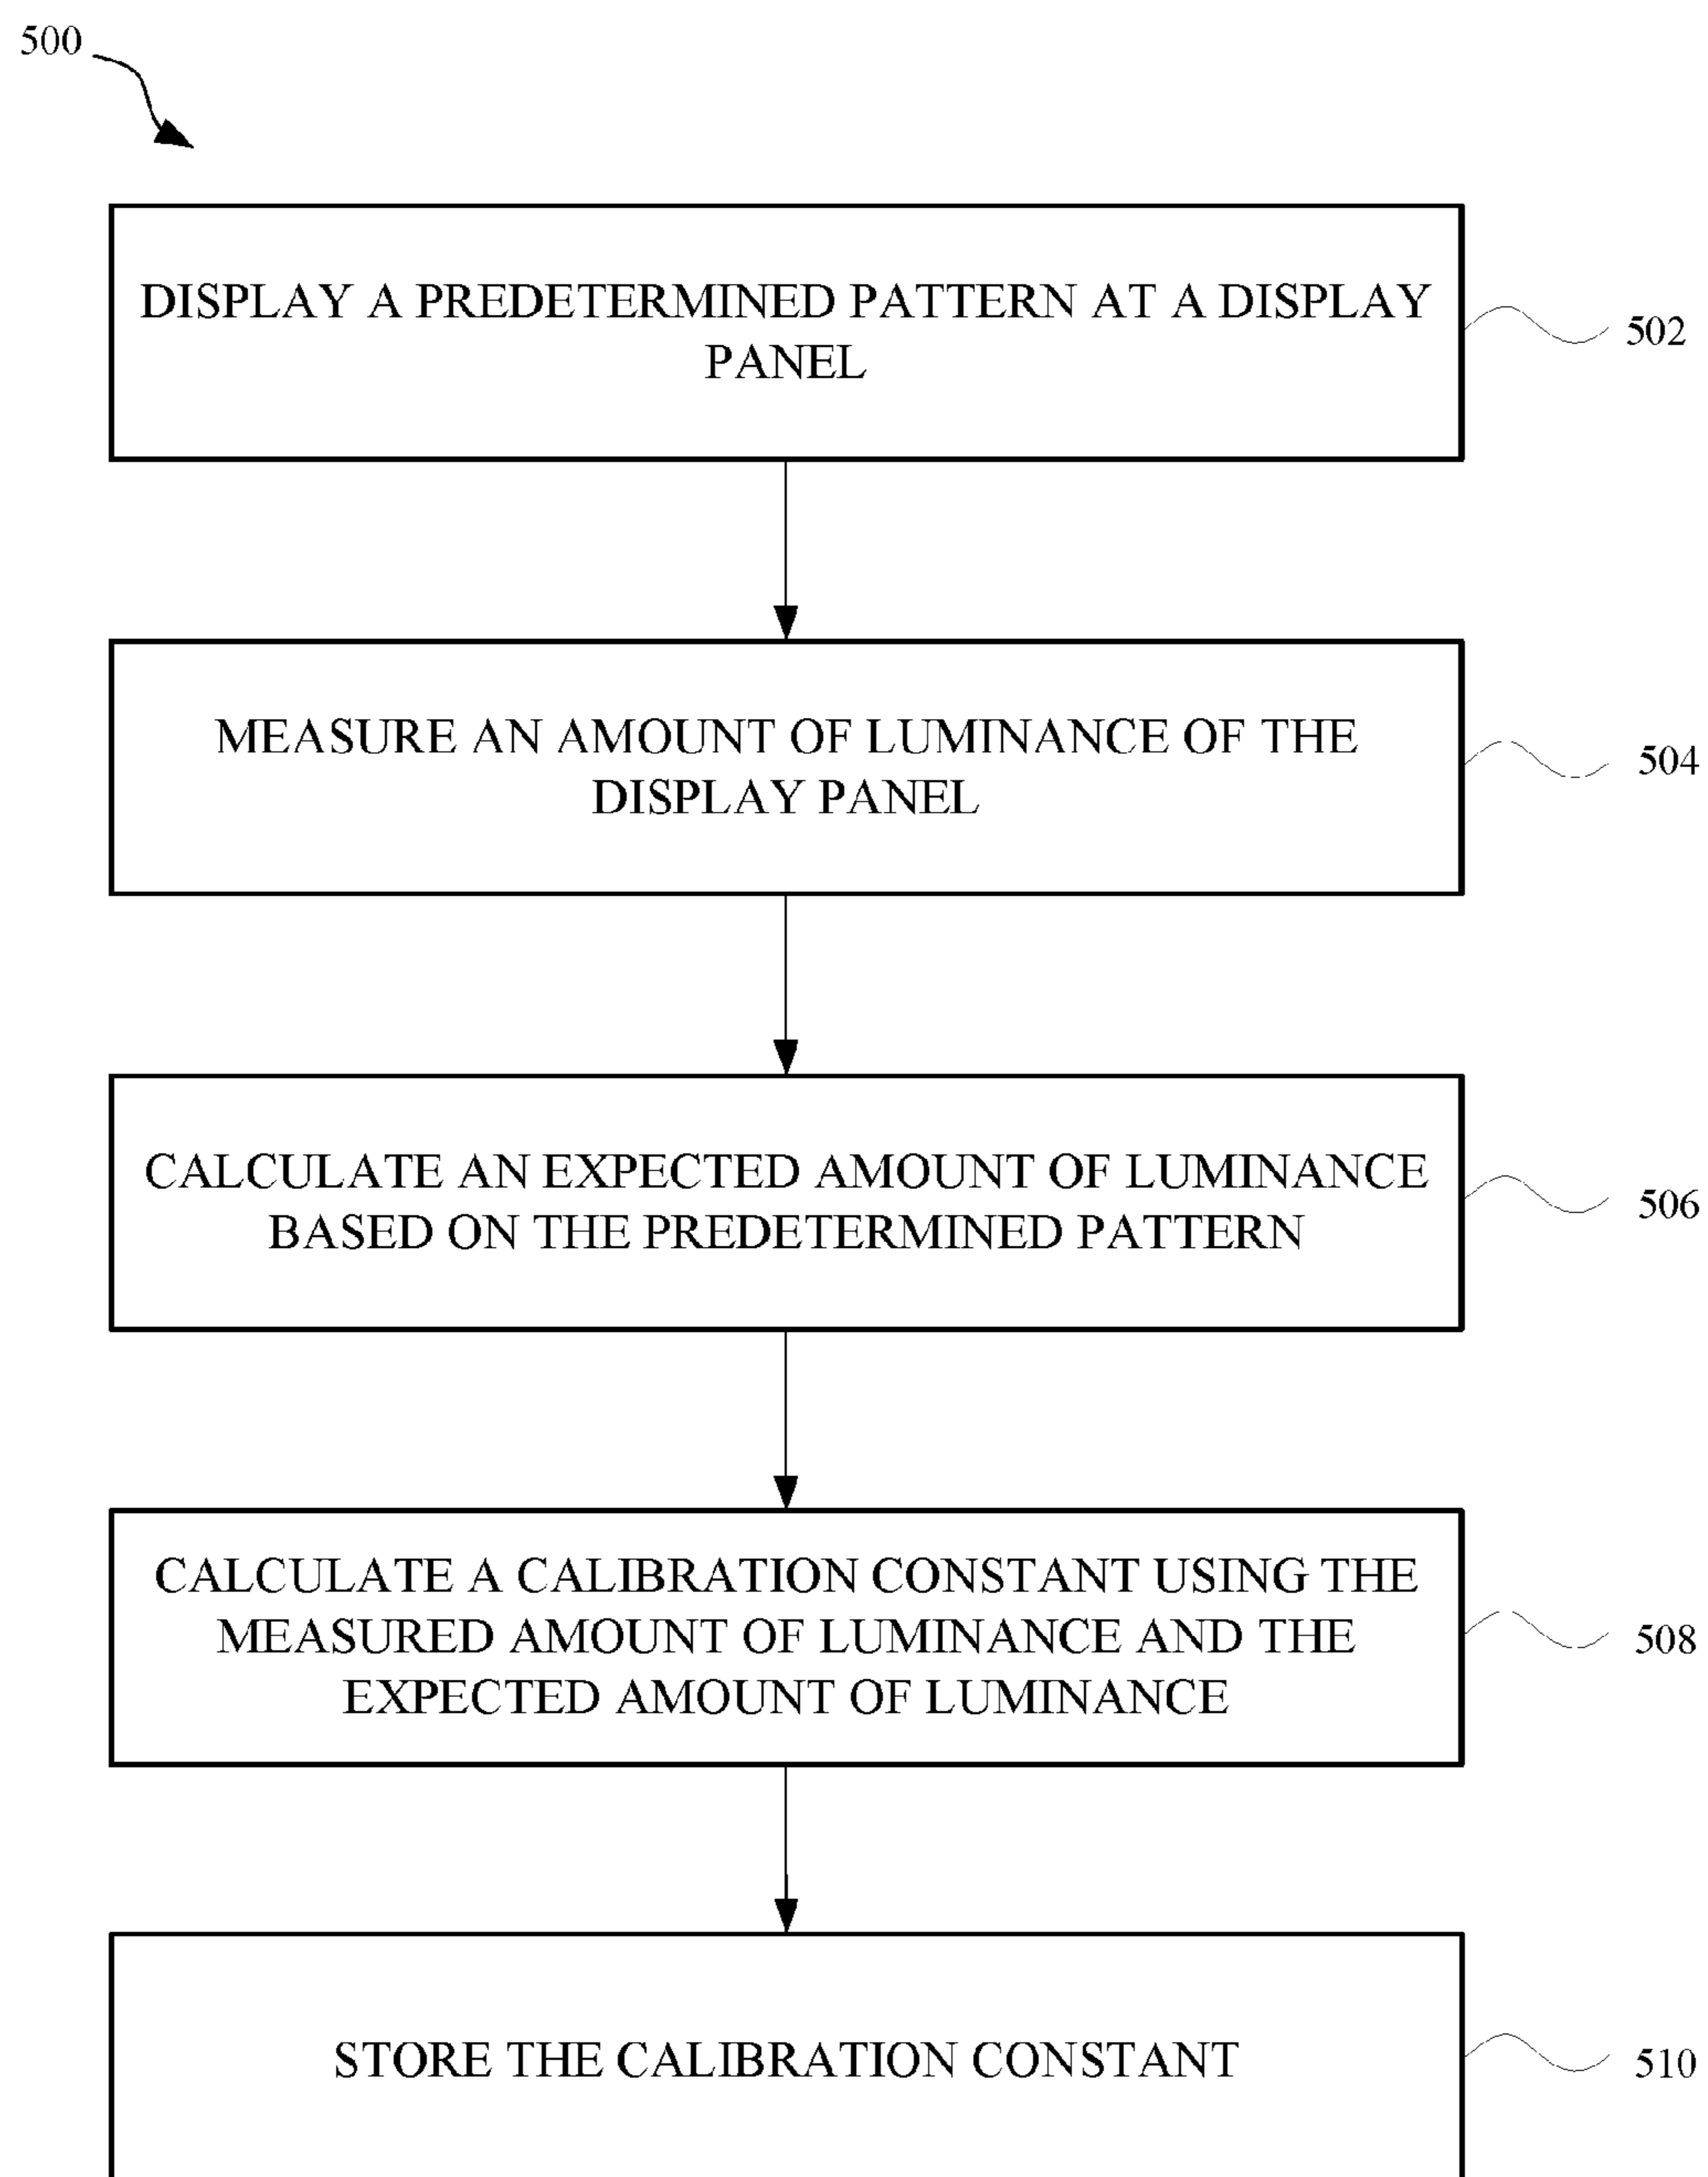 500
DISPLAY A PREDETERMINED PATTERN AT A DISPLAY
PANEL
502
MEASURE AN AMOUNT OF LUMINANCE OF THE
DISPLAY PANEL
504
CALCULATE AN EXPECTED AMOUNT OF LUMINANCE
BASED ON THE PREDETERMINED PATTERN
506
CALCULATE A CALIBRATION CONSTANT USING THE
MEASURED AMOUNT OF LUMINANCE AND THE
EXPECTED AMOUNT OF LUMINANCE
508
STORE THE CALIBRATION CONSTANT
510